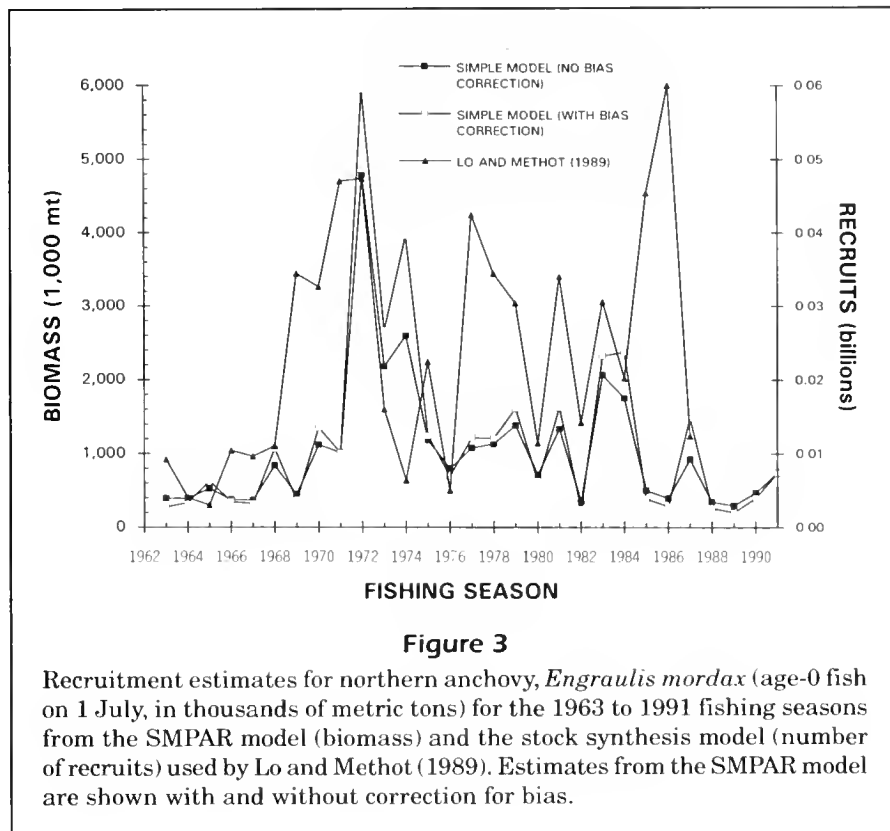 SIMPLE MODEL (NO BIAS
CORRECTION)
SIMPLE MODEL (WITH BIAS
CORRECTION)
LO AND METHOT (1989)
6,000
5,000
4,000
3,000
2,000
1,000
0
BIOMASS (1,000 mt)
0.06
0.05
0.04
0.03
0.02
0.01
0.00
RECRUITS (billions)
1962 1964 1966 1968 1970 1972 1974 1976 1978 1980 1982 1984 1986 1988 1990
FISHING SEASON
Figure 3
Recruitment estimates for northern anchovy, Engraulis mordax (age-0 fish
on 1 July, in thousands of metric tons) for the 1963 to 1991 fishing seasons
from the SMPAR model (biomass) and the stock synthesis model (number
of recruits) used by Lo and Methot (1989). Estimates from the SMPAR model
are shown with and without correction for bias.